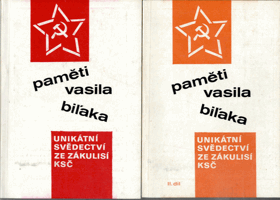 paměti
vasila
biľaka
UNIKÁTNÍ
SVĚDECTVÍ
ZE ZÁKULISÍ
KSČ
paměti
vasila
biľaka
UNIKÁTNÍ
SVĚDECTVÍ
ZE ZÁKULISÍ
KSČ
II. díl